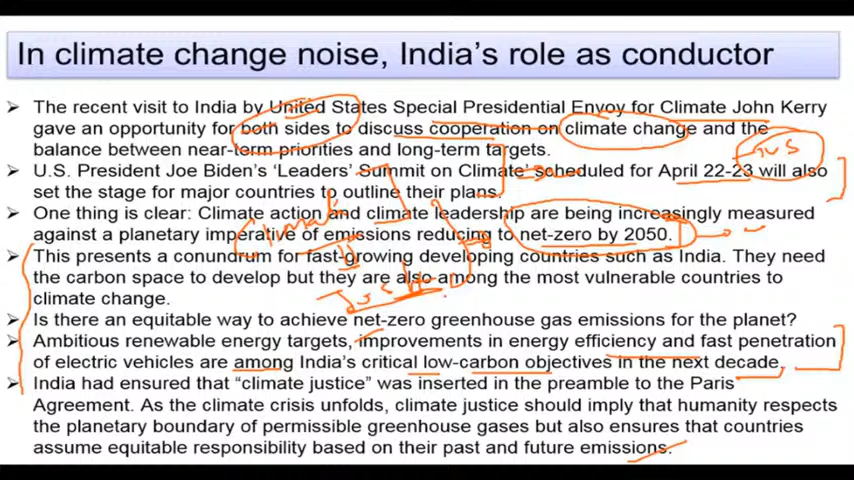 In climate change noise, India's role as conductor
➢ The recent visit to India by United States Special Presidential Envoy for Climate John Kerry
gave an opportunity for both sides to discuss cooperation on climate change and the
balance between near-term priorities and long-term targets.
➢ U.S. President Joe Biden's 'Leaders' Summit on Climate' scheduled for April 22-23 will also
set the stage for major countries to outline their plans.
➢ One thing is clear: Climate action and climate leadership are being increasingly measured
against a planetary imperative of emissions reducing to net-zero by 2050.
➢ This presents a conundrum for fast-growing developing countries such as India. They need
the carbon space to develop but they are also among the most vulnerable countries to
climate change.
➢ Is there an equitable way to achieve net-zero greenhouse gas emissions for the planet?
➢ Ambitious renewable energy targets, improvements in energy efficiency and fast penetration
of electric vehicles are among India's critical low-carbon objectives in the next decade,
➢ India had ensured that "climate justice" was inserted in the preamble to the Paris
Agreement. As the climate crisis unfolds, climate justice should imply that humanity respects
the planetary boundary of permissible greenhouse gases but also ensures that countries
assume equitable responsibility based on their past and future emissions.
Climate